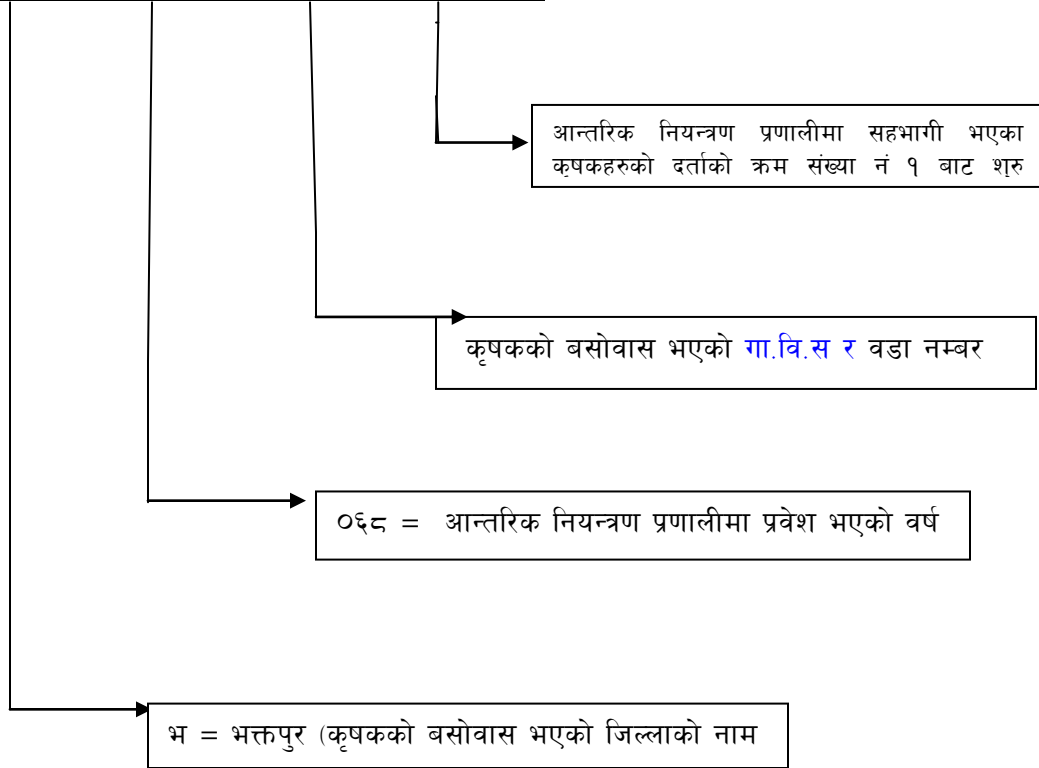 आन्तरिक नियन्त्रण प्रणालीमा सहभागी भएका
कृषकहरुको दर्ताको क्रम संख्या नं १ बाट शुरु
कृषकको बसोवास भएको गा.वि.स र वडा नम्बर
०६८ = आन्तरिक नियन्त्रण प्रणालीमा प्रवेश भएको वर्ष
भ = भक्तपुर (कृषकको बसोवास भएको जिल्लाको नाम